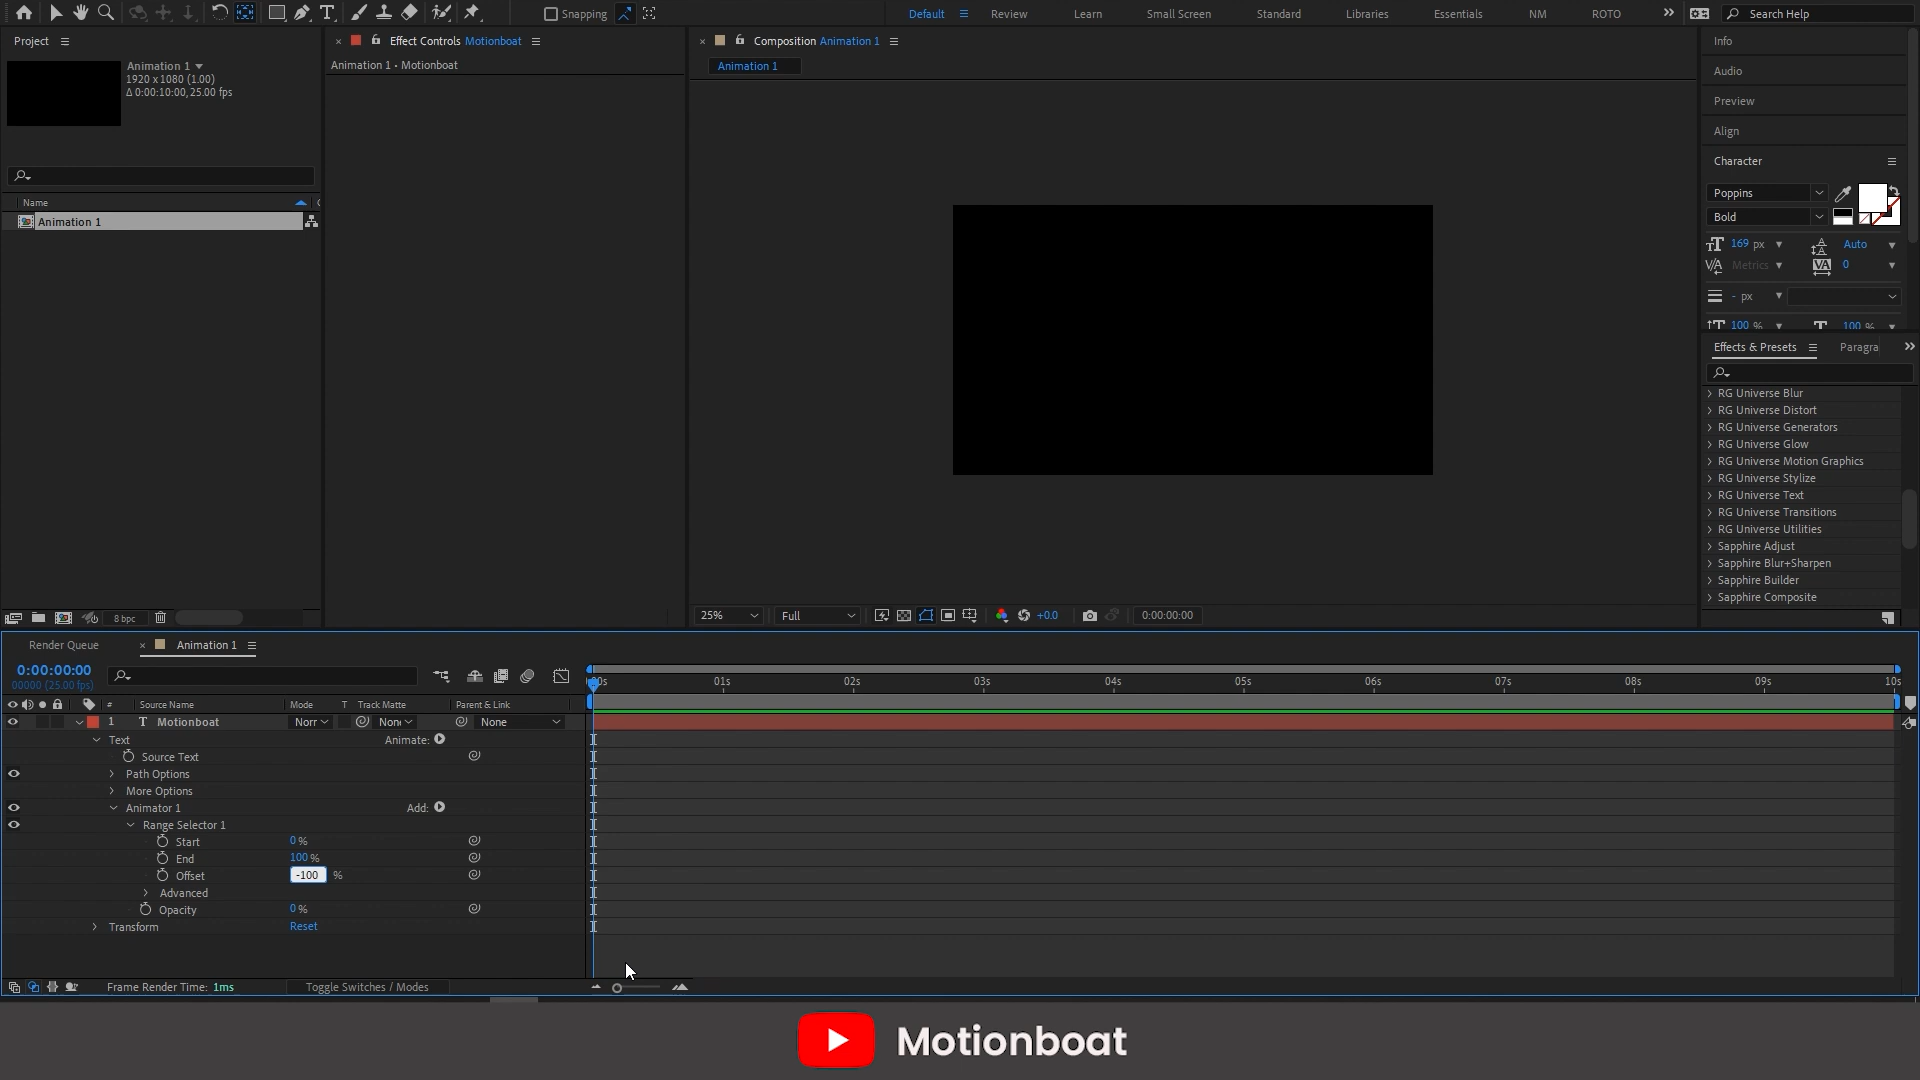 Snapping
Default
Review
Learn
Small Screen
Standard
Libraries
Essentials
NM
ROTO
Search Help
Project
Animation 1
1920 x 1080 (1.00)
Δ 0:00:10:00, 25.00 fps
Name
Animation 1
8 bpc
Effect Controls Motionboat
Animation 1 • Motionboat
Composition Animation 1
Animation 1
25%
Full
+0.0
0:00:00:00
Info
Audio
Preview
Align
Character
Poppins
Bold
169 px
Auto
Metrics
0
- px
100 %
100 %
Effects & Presets
Paragra
RG Universe Blur
RG Universe Distort
RG Universe Generators
RG Universe Glow
RG Universe Motion Graphics
RG Universe Stylize
RG Universe Text
RG Universe Transitions
RG Universe Utilities
Sapphire Adjust
Sapphire Blur+Sharpen
Sapphire Builder
Sapphire Composite
Render Queue
Animation 1
0:00:00:00
00000 (25.00 fps)
01s 02s 03s 04s 05s 06s 07s 08s 09s 10s
# Source Name Mode T Track Matte Parent & Link
1 T Motionboat Norr Non None
Text Animate:
Source Text
Path Options
More Options
Animator 1 Add:
Range Selector 1
Start 0 %
End 100 %
Offset -100 %
Advanced
Opacity 0 %
Transform Reset
Frame Render Time: 1ms
Toggle Switches / Modes
Motionboat